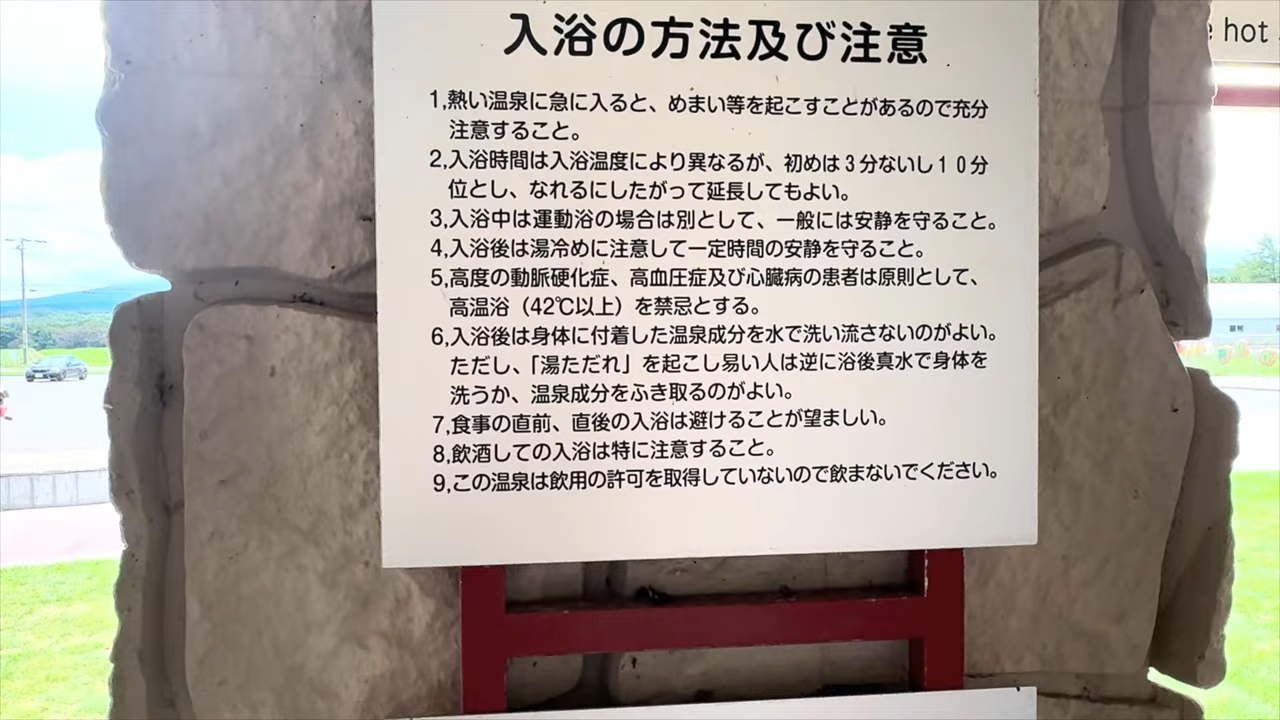 入浴の方法及び注意
hot
1,熱い温泉に急に入ると、めまい等を起こすことがあるので充分
注意すること。
2,入浴時間は入浴温度により異なるが、初めは３分ないし１０分
位とし、なれるにしたがって延長してもよい。
3,入浴中は運動浴の場合は別として、一般には安静を守ること。
4,入浴後は湯冷めに注意して一定時間の安静を守ること。
5,高度の動脈硬化症、高血圧症及び心臓病の患者は原則として、
高温浴（42℃以上）を禁忌とする。
6,入浴後は身体に付着した温泉成分を水で洗い流さないのがよい。
ただし、「湯ただれ」を起こし易い人は逆に浴後真水で身体を
洗うか、温泉成分をふき取るのがよい。
7,食事の直前、直後の入浴は避けることが望ましい。
8,飲酒しての入浴は特に注意すること。
9,この温泉は飲用の許可を取得していないので飲まないでください。